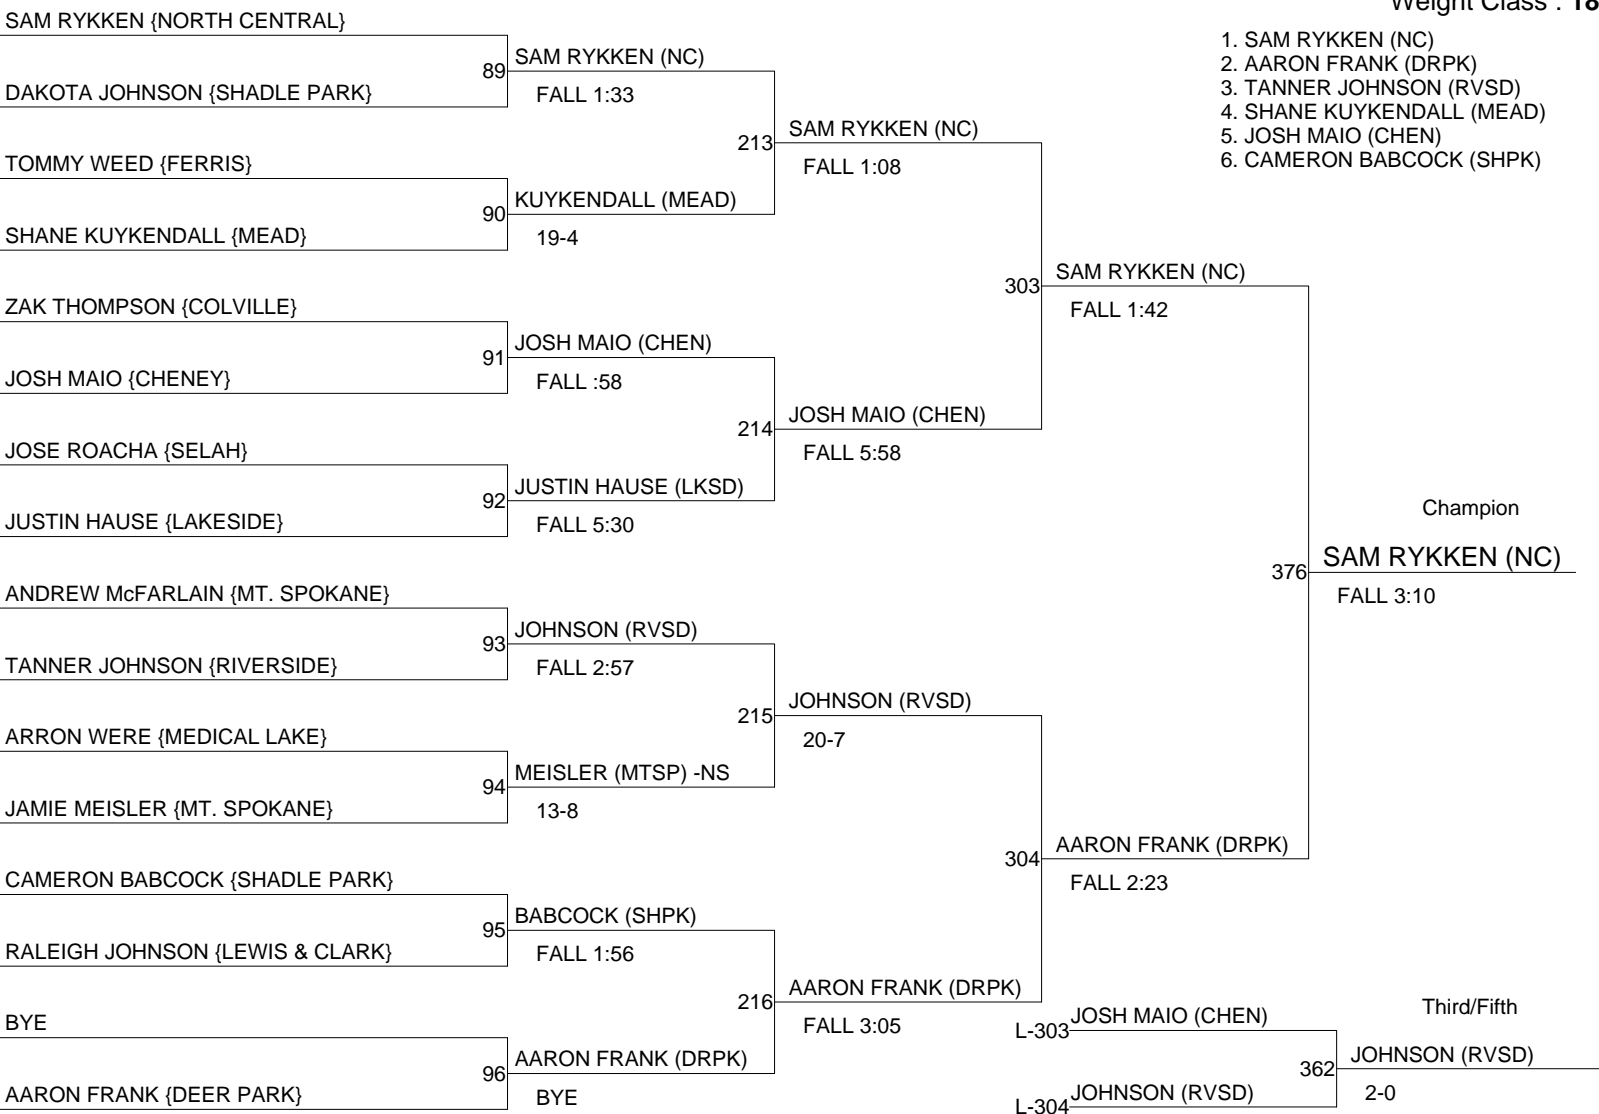 Weight Class : 18
1. SAM RYKKEN (NC)
2. AARON FRANK (DRPK)
3. TANNER JOHNSON (RVSD)
4. SHANE KUYKENDALL (MEAD)
5. JOSH MAIO (CHEN)
6. CAMERON BABCOCK (SHPK)
SAM RYKKEN {NORTH CENTRAL}
DAKOTA JOHNSON {SHADLE PARK}
TOMMY WEED {FERRIS}
SHANE KUYKENDALL {MEAD}
ZAK THOMPSON {COLVILLE}
JOSH MAIO {CHENEY}
JOSE ROACHA {SELAH}
JUSTIN HAUSE {LAKESIDE}
ANDREW McFARLAIN {MT. SPOKANE}
TANNER JOHNSON {RIVERSIDE}
ARRON WERE {MEDICAL LAKE}
JAMIE MEISLER {MT. SPOKANE}
CAMERON BABCOCK {SHADLE PARK}
RALEIGH JOHNSON {LEWIS & CLARK}
BYE
AARON FRANK {DEER PARK}
89 SAM RYKKEN (NC)
FALL 1:33
90 KUYKENDALL (MEAD)
19-4
91 JOSH MAIO (CHEN)
FALL :58
92 JUSTIN HAUSE (LKSD)
FALL 5:30
93 JOHNSON (RVSD)
FALL 2:57
94 MEISLER (MTSP) -NS
13-8
95 BABCOCK (SHPK)
FALL 1:56
96 AARON FRANK (DRPK)
BYE
213 SAM RYKKEN (NC)
FALL 1:08
214 JOSH MAIO (CHEN)
FALL 5:58
215 JOHNSON (RVSD)
20-7
216 AARON FRANK (DRPK)
FALL 3:05
303 SAM RYKKEN (NC)
FALL 1:42
304 AARON FRANK (DRPK)
FALL 2:23
Champion
376 SAM RYKKEN (NC)
FALL 3:10
Third/Fifth
L-303 JOSH MAIO (CHEN)
L-304 JOHNSON (RVSD)
362 JOHNSON (RVSD)
2-0